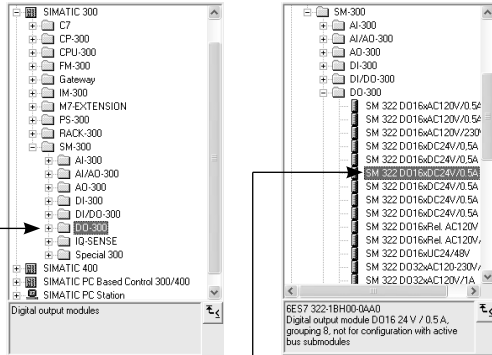 SIMATIC 300
C7
CP-300
CPU-300
FM-300
Gateway
IM-300
M7-EXTENSION
PS-300
RACK-300
SM-300
AI-300
AI/AO-300
AO-300
DI-300
DI/DO-300
DO-300
IQ-SENSE
Special 300
SIMATIC 400
SIMATIC PC Based Control 300/400
SIMATIC PC Station
Digital output modules
SM-300
AI-300
AI/AO-300
AO-300
DI-300
DI/DO-300
DO-300
SM 322 DO16xAC120V/0.5A
SM 322 DO16xAC120V/0.5A
SM 322 DO16xAC120V/230V
SM 322 DO16xDC24V/0,5A
SM 322 DO16xDC24V/0,5A
SM 322 DO16xDC24V/0.5A
SM 322 DO16xDC24V/0.5A
SM 322 DO16xDC24V/0.5A
SM 322 DO16xDC24V/0.5A
SM 322 DO16xRel. AC120V
SM 322 DO16xRel. AC120V,
SM 322 DO16xUC24/48V
SM 322 DO32xAC120-230V/
SM 322 DO32xAC120V/1A
6ES7 322-1BH00-0AA0
Digital output module DO16 24 V / 0.5 A,
grouping 8, not for configuration with active
bus submodules